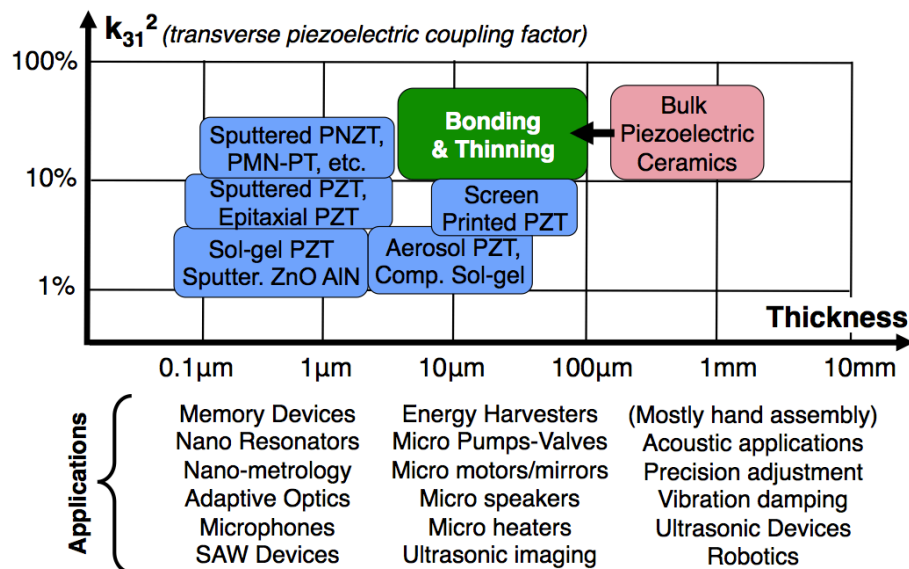 k₃₁² (transverse piezoelectric coupling factor)
100%
10%
1%
Sputtered PNZT,
PMN-PT, etc.
Bonding
& Thinning
Bulk
Piezoelectric
Ceramics
Sputtered PZT,
Epitaxial PZT
Screen
Printed PZT
Sol-gel PZT
Sputter. ZnO AlN
Aerosol PZT,
Comp. Sol-gel
Thickness
0.1µm 1µm 10µm 100µm 1mm 10mm
Applications
Memory Devices
Nano Resonators
Nano-metrology
Adaptive Optics
Microphones
SAW Devices
Energy Harvesters
Micro Pumps-Valves
Micro motors/mirrors
Micro speakers
Micro heaters
Ultrasonic imaging
(Mostly hand assembly)
Acoustic applications
Precision adjustment
Vibration damping
Ultrasonic Devices
Robotics